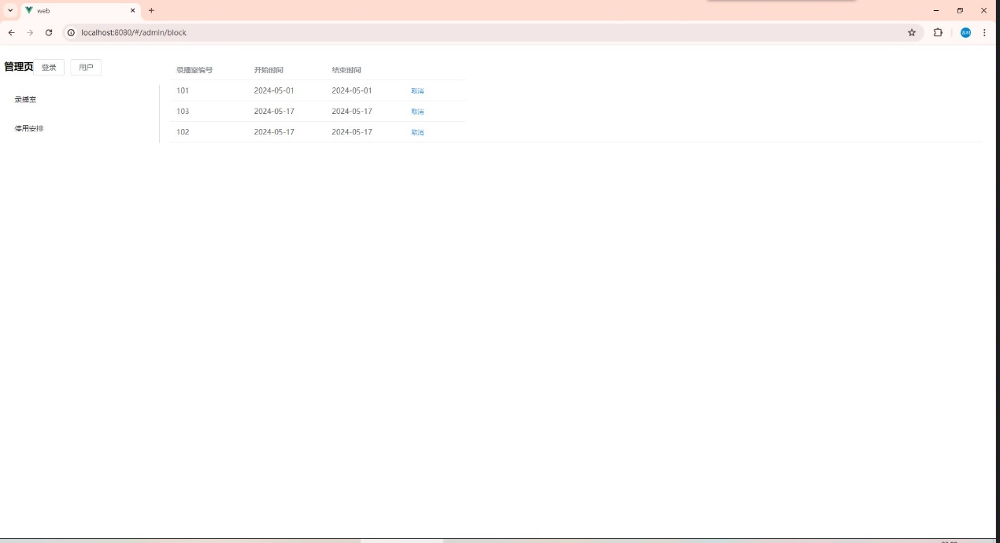 web
localhost:8080/#/admin/block
管理页 登录 用户
录播室
停用安排
录播室编号 开始时间 结束时间
101 2024-05-01 2024-05-01 取消
103 2024-05-17 2024-05-17 取消
102 2024-05-17 2024-05-17 取消